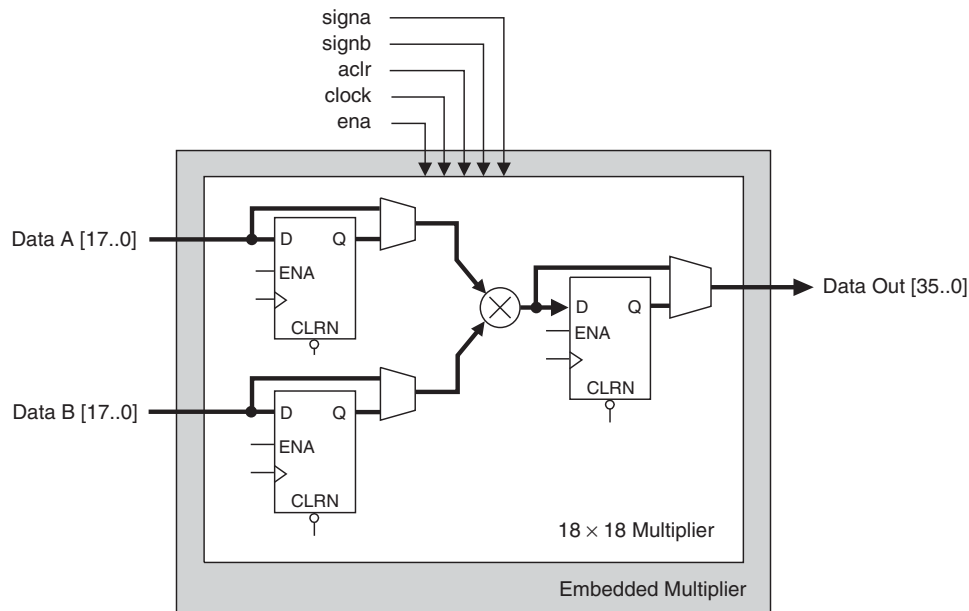 signa
signb
aclr
clock
ena
Data A [17..0]
D Q
ENA
CLRN
Data B [17..0]
D Q
ENA
CLRN
D Q
ENA
CLRN
Data Out [35..0]
18 × 18 Multiplier
Embedded Multiplier